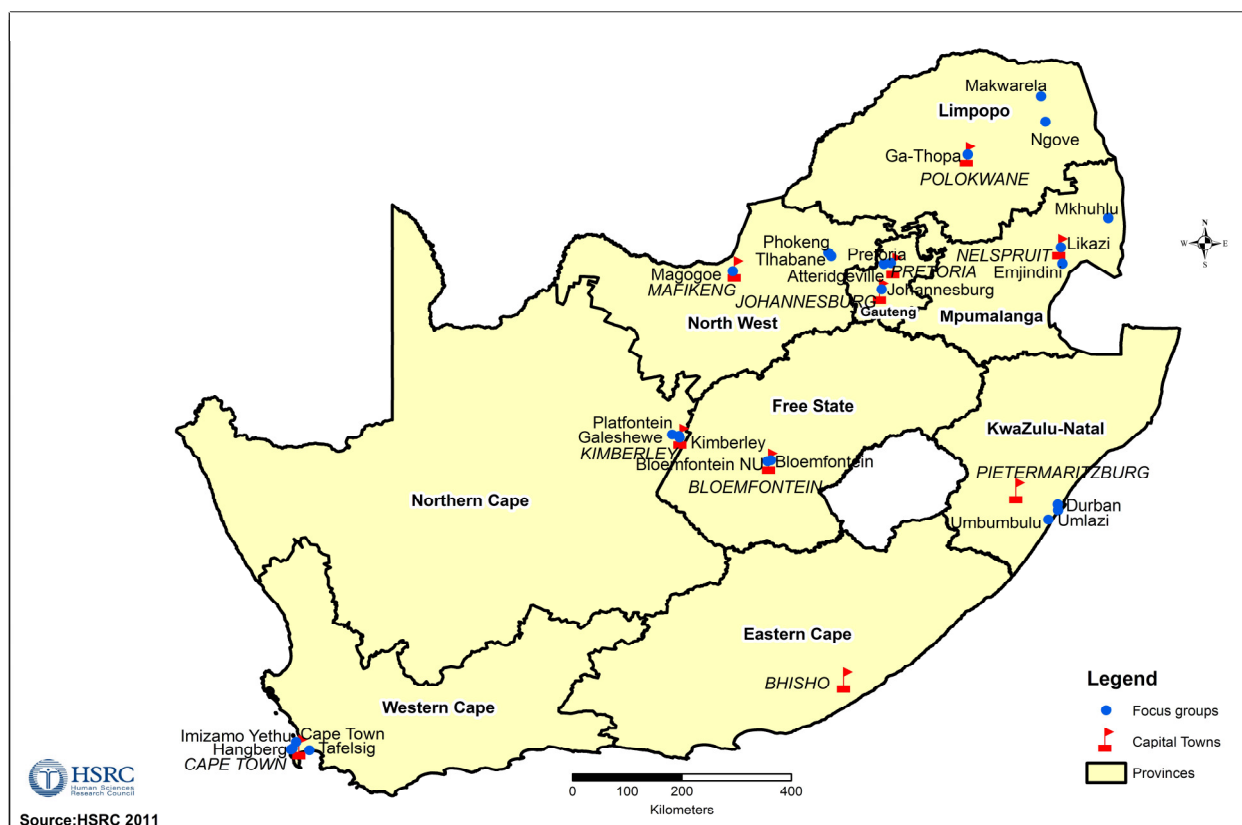 Makwarela
Limpopo
Ngove
Ga-Thopa
POLOKWANE
Mkhuhlu
Phokeng
Tlhabane
Pretoria
NELSPRUIT
Likazi
Magogoe
Atteridgeville
PRETORIA
Emjindini
MAFIKENG
JOHANNESBURG
Johannesburg
North West
Gauteng
Mpumalanga
Free State
Platfontein
Galeshewe
Kimberley
KIMBERLEY
KwaZulu-Natal
Bloemfontein NU
Bloemfontein
BLOEMFONTEIN
PIETERMARITZBURG
Northern Cape
Durban
Umbumbulu
Umlazi
Eastern Cape
BHISHO
Western Cape
Imizamo Yethu
Cape Town
Hangberg
Tafelsig
CAPE TOWN
N
W
E
S
Legend
Focus groups
Capital Towns
Provinces
0 100 200 400
Kilometers
HSRC
Human Sciences
Research Council
Source:HSRC 2011